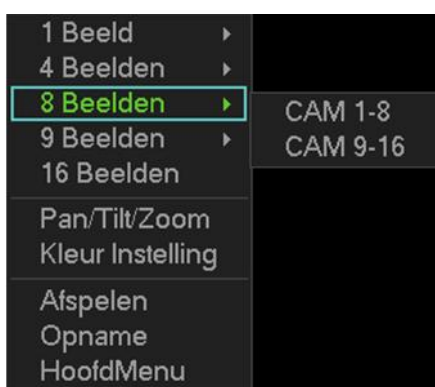 1 Beeld
4 Beelden
8 Beelden
CAM 1-8
9 Beelden
CAM 9-16
16 Beelden
Pan/Tilt/Zoom
Kleur Instelling
Afspelen
Opname
HoofdMenu